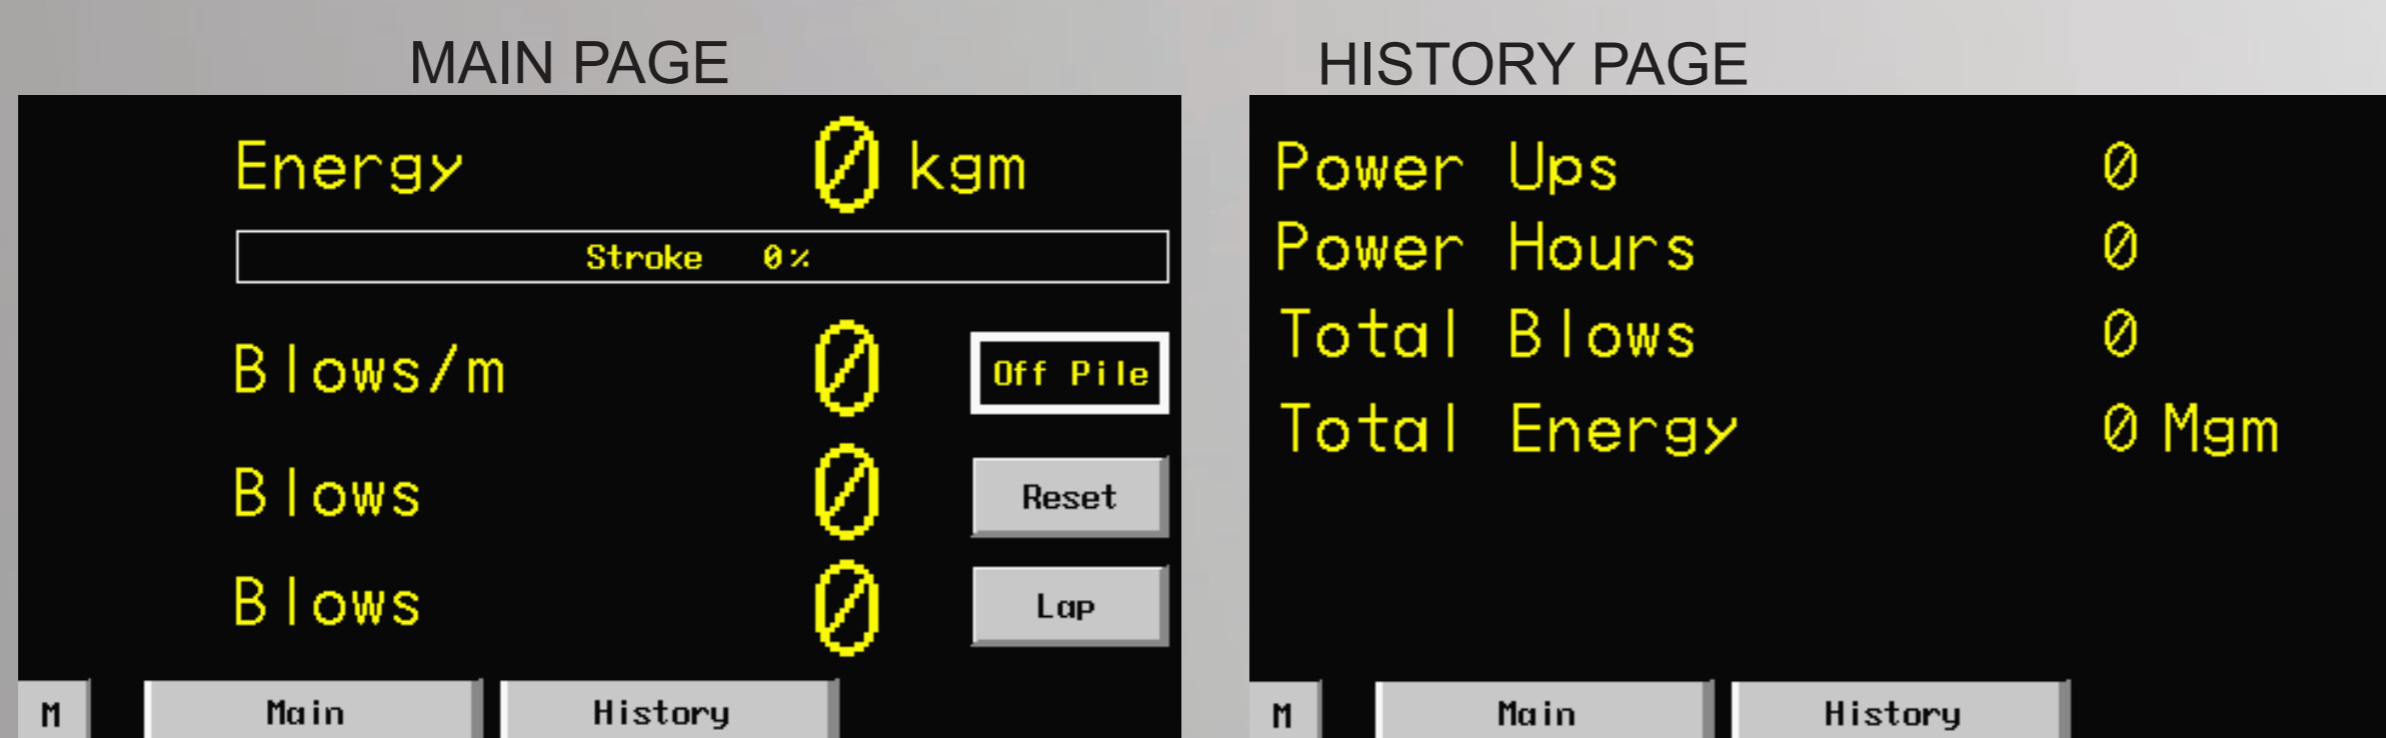 MAIN PAGE
Energy 0 kgm
Stroke 0%
Blows/m 0 Off Pile
Blows 0 Reset
Blows 0 Lap
M Main History
HISTORY PAGE
Power Ups 0
Power Hours 0
Total Blows 0
Total Energy 0 Mgm
M Main History